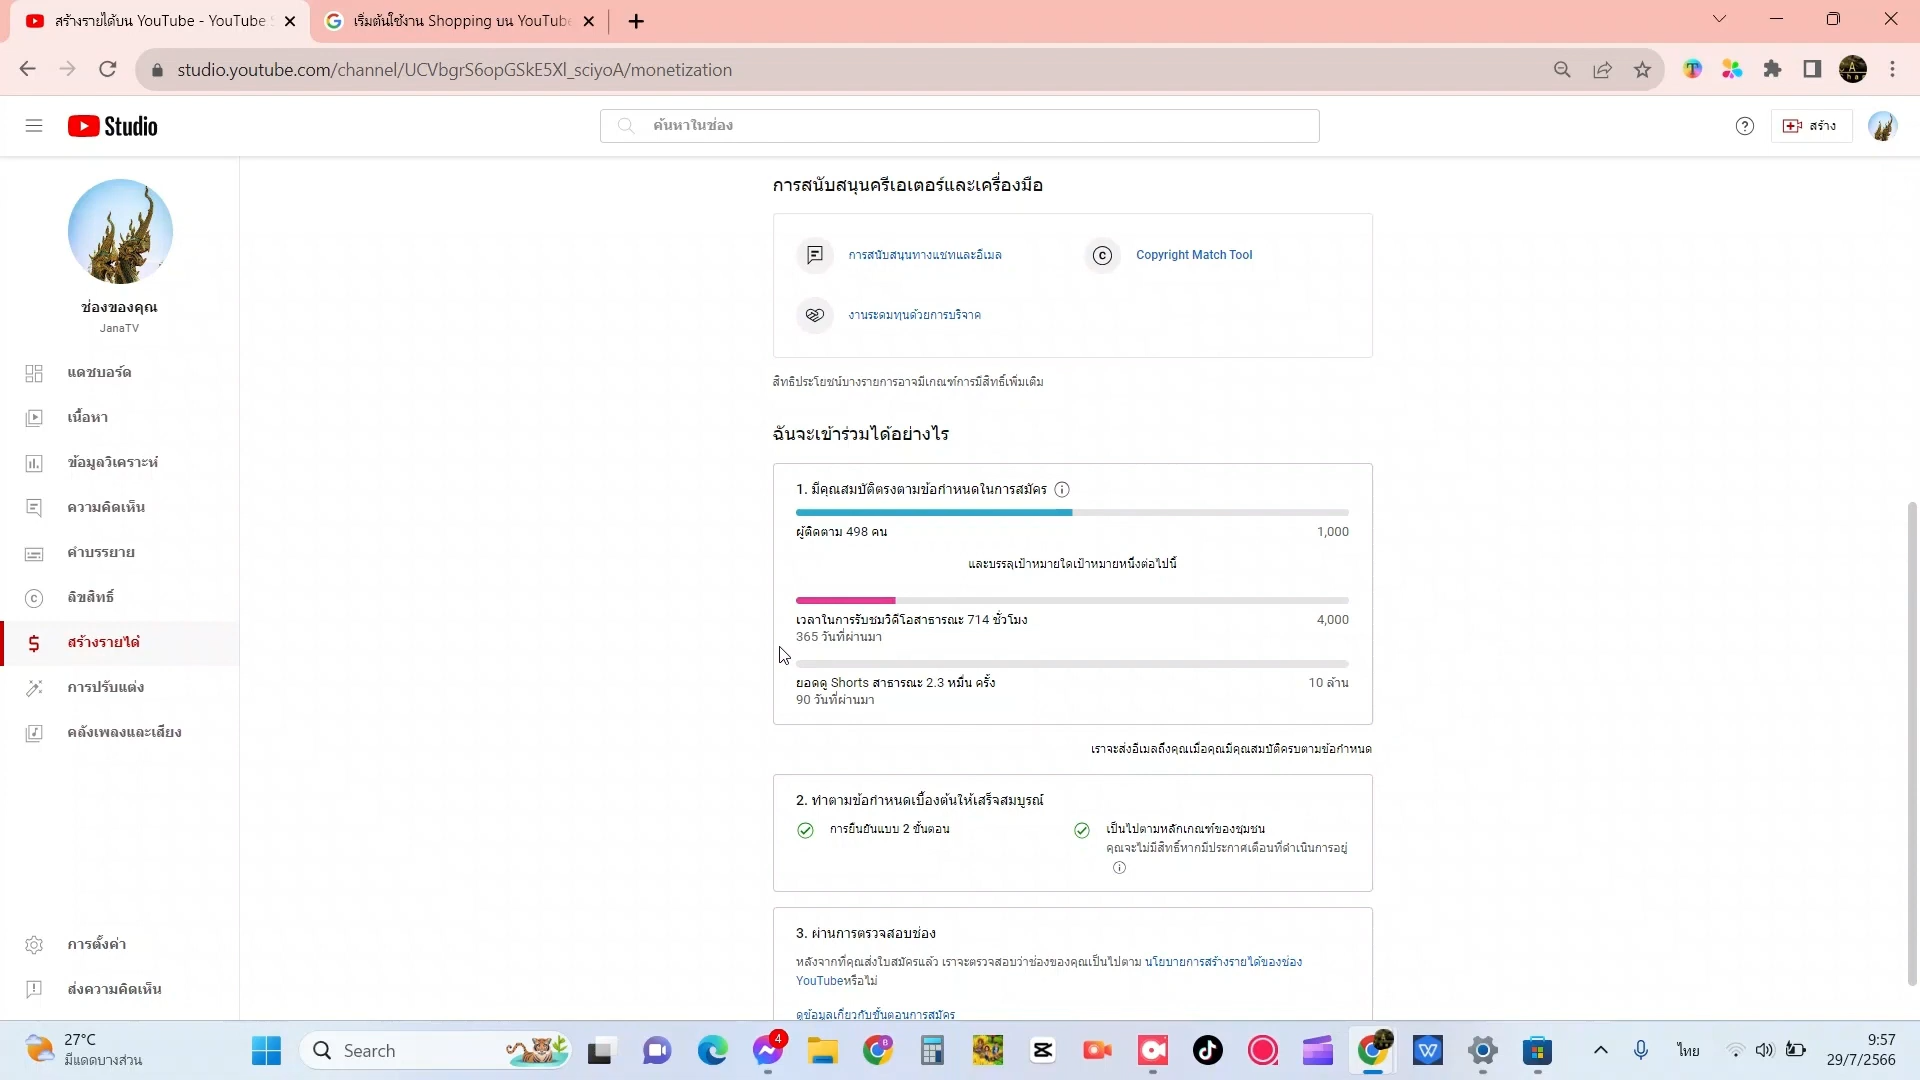 สร้างรายได้บน YouTube - YouTube S
เริ่มต้นใช้งาน Shopping บน YouTube
studio.youtube.com/channel/UCVbgrS6opGSkE5Xl_sciyoA/monetization
Studio
ค้นหาในช่อง
สร้าง
ช่องของคุณ
JanaTV
แดชบอร์ด
เนื้อหา
ข้อมูลวิเคราะห์
ความคิดเห็น
คำบรรยาย
ลิขสิทธิ์
สร้างรายได้
การปรับแต่ง
คลังเพลงและเสียง
การตั้งค่า
ส่งความคิดเห็น
การสนับสนุนครีเอเตอร์และเครื่องมือ
การสนับสนุนทางแชทและอีเมล
Copyright Match Tool
งานระดมทุนด้วยการบริจาค
สิทธิประโยชน์บางรายการอาจมีเกณฑ์การมีสิทธิ์เพิ่มเติม
ฉันจะเข้าร่วมได้อย่างไร
1. มีคุณสมบัติตรงตามข้อกำหนดในการสมัคร
ผู้ติดตาม 498 คน
1,000
และบรรลุเป้าหมายใดเป้าหมายหนึ่งต่อไปนี้
เวลาในการรับชมวิดีโอสาธารณะ 714 ชั่วโมง
4,000
365 วันที่ผ่านมา
ยอดดู Shorts สาธารณะ 2.3 หมื่น ครั้ง
10 ล้าน
90 วันที่ผ่านมา
เราจะส่งอีเมลถึงคุณเมื่อคุณมีคุณสมบัติครบตามข้อกำหนด
2. ทำตามข้อกำหนดเบื้องต้นให้เสร็จสมบูรณ์
การยืนยันแบบ 2 ขั้นตอน
เป็นไปตามหลักเกณฑ์ของชุมชน
คุณจะไม่มีสิทธิ์หากมีประกาศเตือนที่ดำเนินการอยู่
3. ผ่านการตรวจสอบช่อง
หลังจากที่คุณส่งใบสมัครแล้ว เราจะตรวจสอบว่าช่องของคุณเป็นไปตาม นโยบายการสร้างรายได้ของช่อง
YouTubeหรือไม่
ดูข้อมูลเกี่ยวกับขั้นตอนการสมัคร
27°C
มีแดดบางส่วน
Search
4
ไทย
9:57
29/7/2566